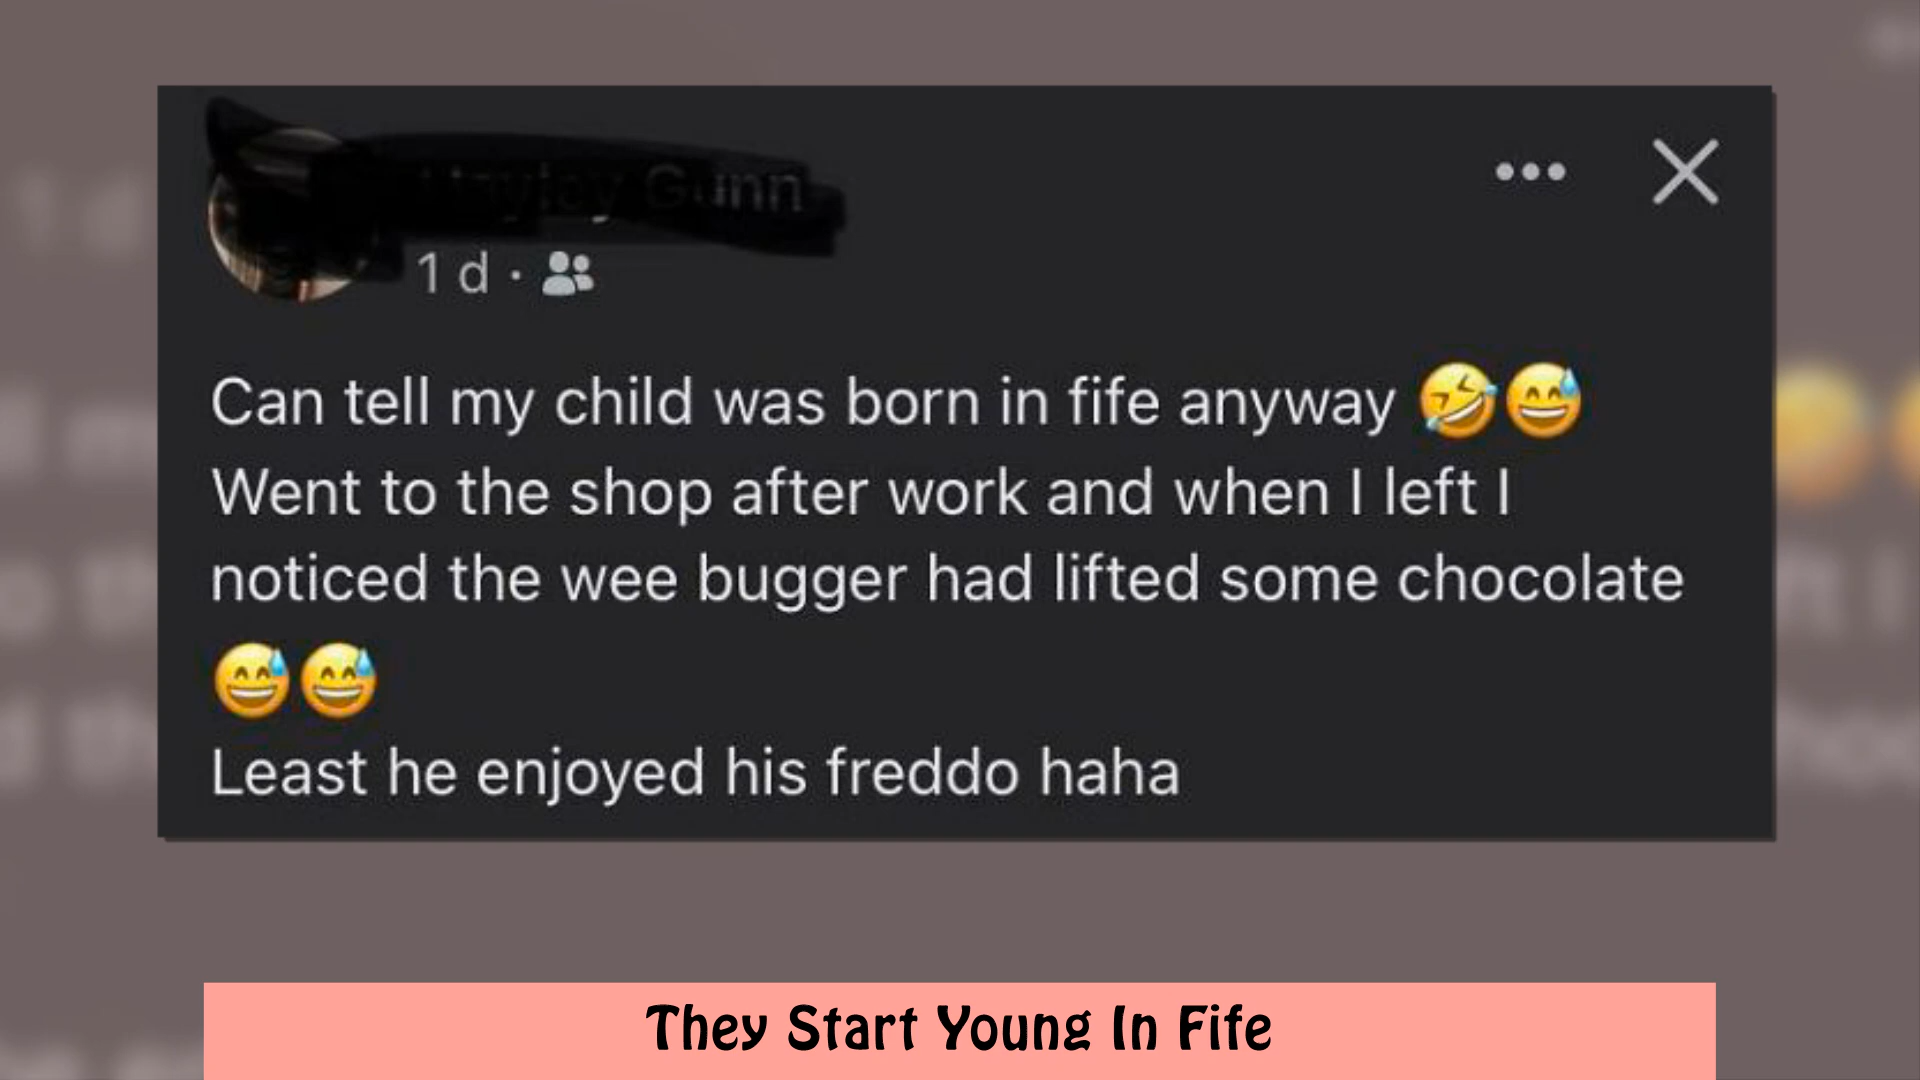 1 d ·
Can tell my child was born in fife anyway 🤣😅
Went to the shop after work and when I left I
noticed the wee bugger had lifted some chocolate
😅😅
Least he enjoyed his freddo haha
They Start Young In Fife